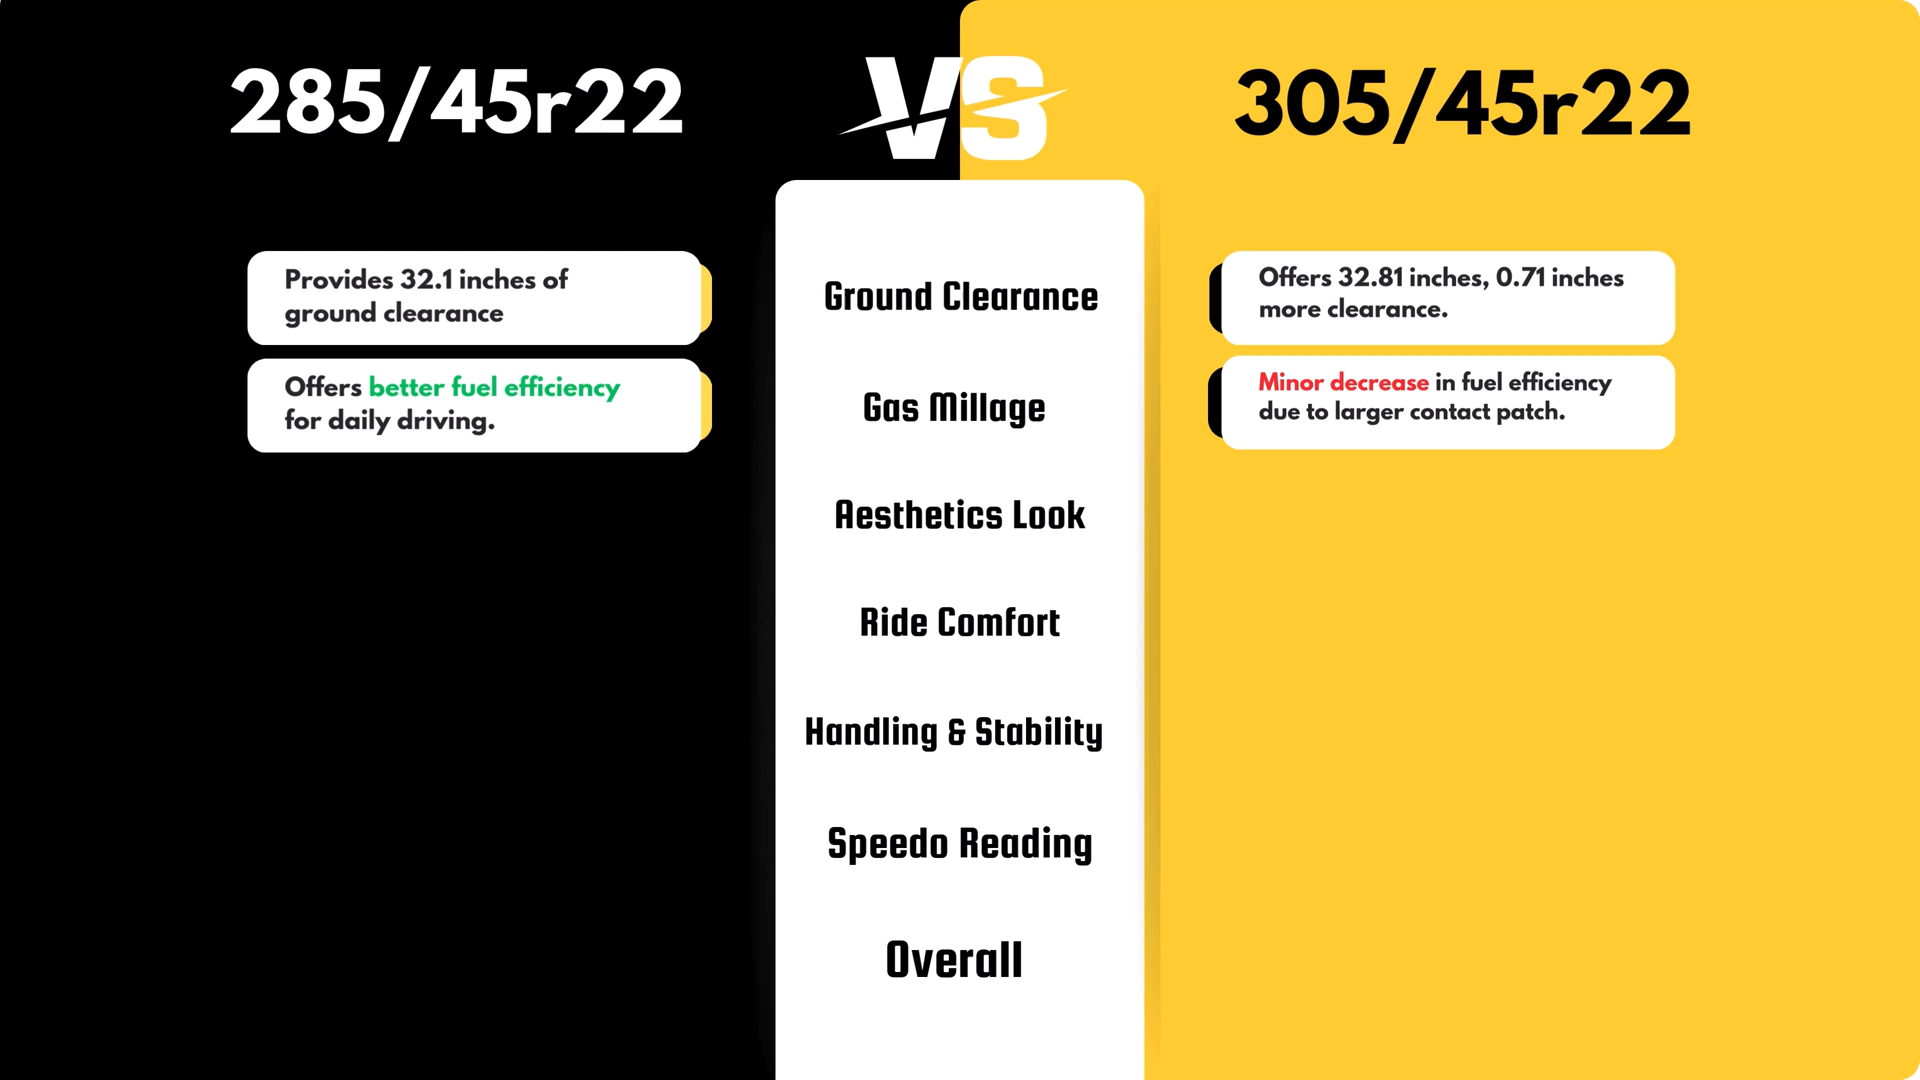 285/45r22
VS
305/45r22
Provides 32.1 inches of
ground clearance
Ground Clearance
Offers 32.81 inches, 0.71 inches
more clearance.
Offers better fuel efficiency
for daily driving.
Gas Millage
Minor decrease in fuel efficiency
due to larger contact patch.
Aesthetics Look
Ride Comfort
Handling & Stability
Speedo Reading
Overall